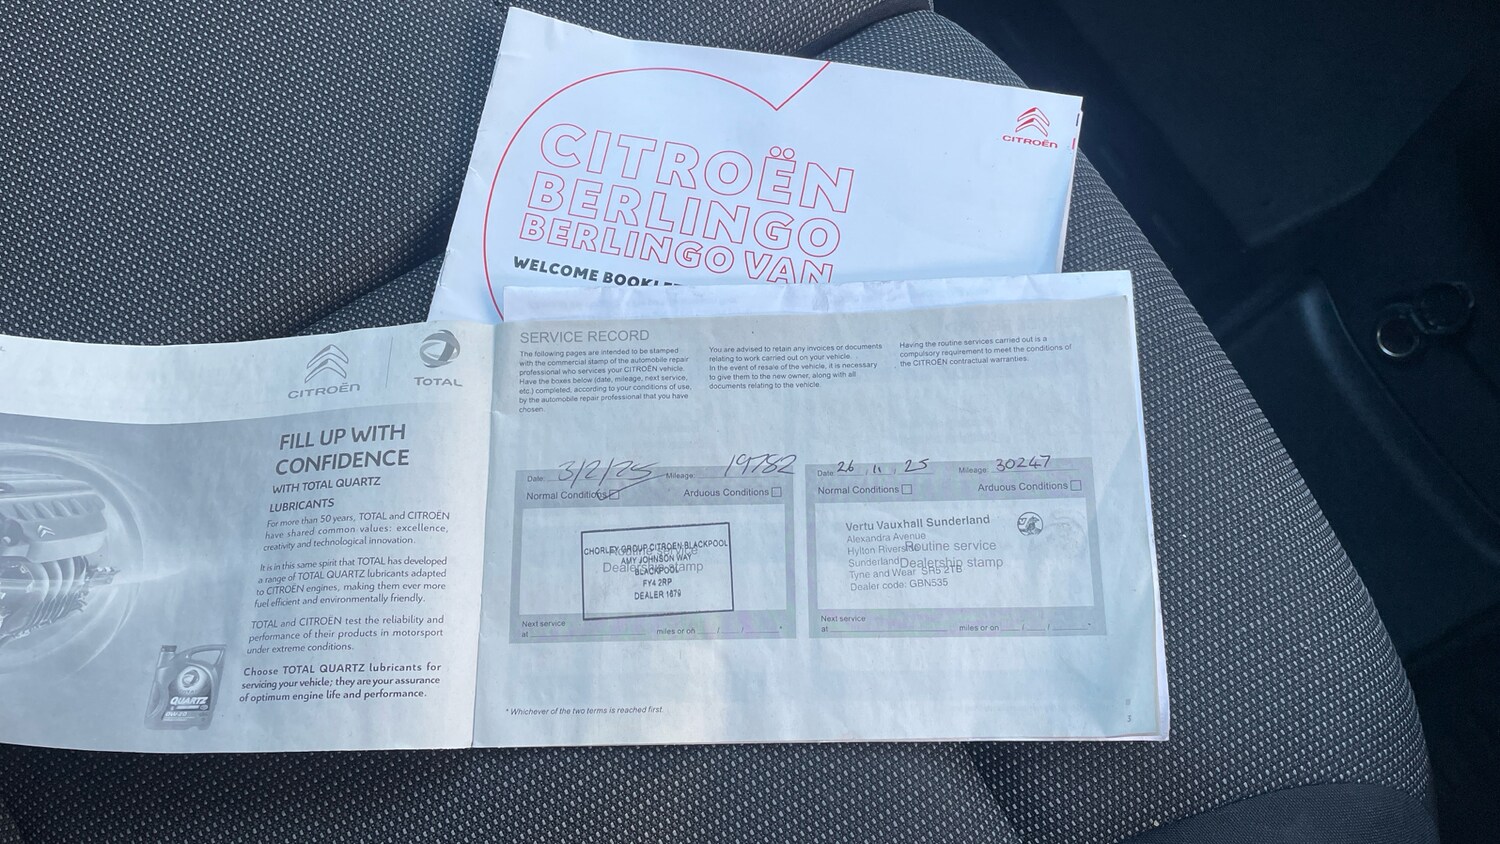 CITROËN
BERLINGO
BERLINGO VAN
WELCOME BOOKLET
CITROËN
CITROËN
TOTAL
FILL UP WITH
CONFIDENCE
WITH TOTAL QUARTZ
LUBRICANTS
For more than 50 years, TOTAL and CITROËN
have shared common values: excellence,
creativity and technological innovation.
It is in this same spirit that TOTAL has developed
a range of TOTAL QUARTZ lubricants adapted
to CITROËN engines, making them ever more
fuel efficient and environmentally friendly.
TOTAL and CITROËN test the reliability and
performance of their products in motorsport
under extreme conditions.
Choose TOTAL QUARTZ lubricants for
servicing your vehicle; they are your assurance
of optimum engine life and performance.
QUARTZ
0W-20
SERVICE RECORD
The following pages are intended to be stamped
with the commercial stamp of the automobile repair
professional who services your CITROËN vehicle.
Have the boxes below (date, mileage, next service,
etc.) completed, according to your conditions of use,
by the automobile repair professional that you have
chosen.
You are advised to retain any invoices or documents
relating to work carried out on your vehicle.
In the event of resale of the vehicle, it is necessary
to give them to the new owner, along with all
documents relating to the vehicle.
Having the routine services carried out is a
compulsory requirement to meet the conditions of
the CITROËN contractual warranties.
Date: 3/2/25 Mileage: 19782
Normal Conditions Arduous Conditions
Routine service
Dealership stamp
CHORLEY GROUP CITROEN BLACKPOOL
AMY JOHNSON WAY
BLACKPOOL
FY4 2RP
DEALER 1679
Next service
at miles or on / / *
Date: 26 11 25 Mileage: 30247
Normal Conditions Arduous Conditions
Routine service
Dealership stamp
Vertu Vauxhall Sunderland
Alexandra Avenue
Hylton Riverside
Sunderland
Tyne and Wear SR5 2TB
Dealer code: GBN535
Next service
at miles or on / / *
* Whichever of the two terms is reached first.
3